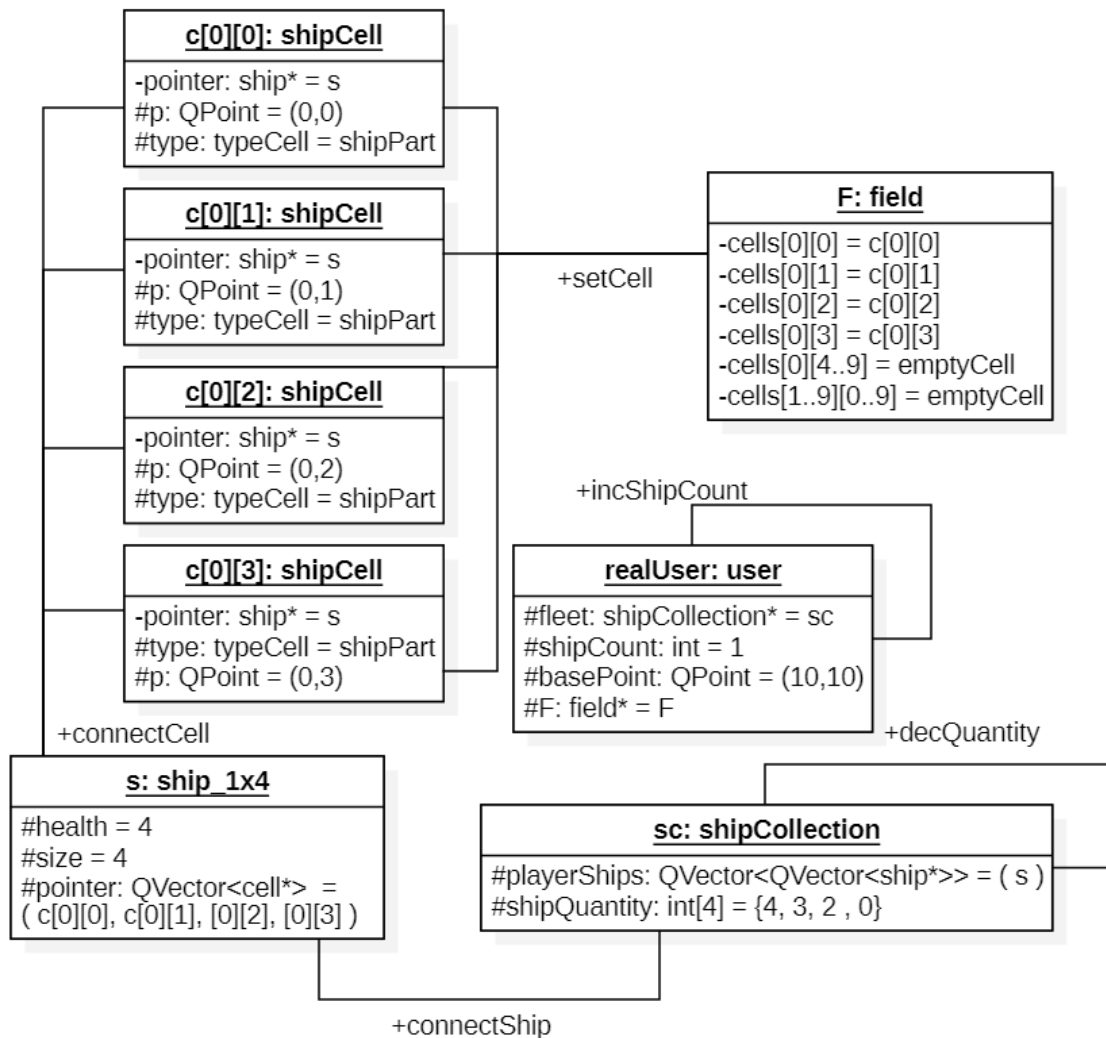 c[0][0]: shipCell
-pointer: ship* = s
#p: QPoint = (0,0)
#type: typeCell = shipPart
c[0][1]: shipCell
-pointer: ship* = s
#p: QPoint = (0,1)
#type: typeCell = shipPart
c[0][2]: shipCell
-pointer: ship* = s
#p: QPoint = (0,2)
#type: typeCell = shipPart
c[0][3]: shipCell
-pointer: ship* = s
#type: typeCell = shipPart
#p: QPoint = (0,3)
+setCell
F: field
-cells[0][0] = c[0][0]
-cells[0][1] = c[0][1]
-cells[0][2] = c[0][2]
-cells[0][3] = c[0][3]
-cells[0][4..9] = emptyCell
-cells[1..9][0..9] = emptyCell
+incShipCount
realUser: user
#fleet: shipCollection* = sc
#shipCount: int = 1
#basePoint: QPoint = (10,10)
#F: field* = F
+connectCell
+decQuantity
s: ship_1x4
#health = 4
#size = 4
#pointer: QVector<cell*> =
( c[0][0], c[0][1], [0][2], [0][3] )
sc: shipCollection
#playerShips: QVector<QVector<ship*>> = ( s )
#shipQuantity: int[4] = {4, 3, 2 , 0}
+connectShip